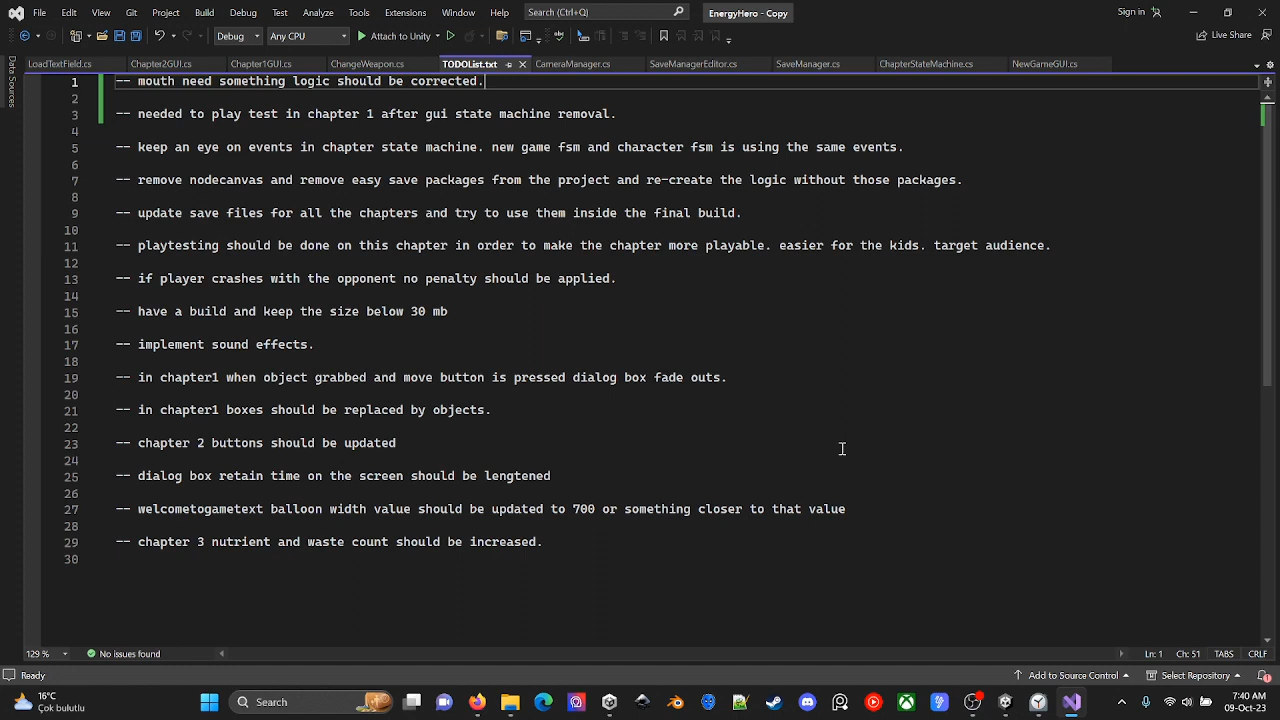 File Edit View Git Project Build Debug Test Analyze Tools Extensions Window Help Search (Ctrl+Q) EnergyHero - Copy Sign in
Debug Any CPU Attach to Unity Live Share
LoadTextField.cs Chapter2GUI.cs Chapter1GUI.cs ChangeWeapon.cs TODOList.txt CameraManager.cs SaveManagerEditor.cs SaveManager.cs ChapterStateMachine.cs NewGameGUI.cs
Data Sources
1 -- mouth need something logic should be corrected.
2
3 -- needed to play test in chapter 1 after gui state machine removal.
4
5 -- keep an eye on events in chapter state machine. new game fsm and character fsm is using the same events.
6
7 -- remove nodecanvas and remove easy save packages from the project and re-create the logic without those packages.
8
9 -- update save files for all the chapters and try to use them inside the final build.
10
11 -- playtesting should be done on this chapter in order to make the chapter more playable. easier for the kids. target audience.
12
13 -- if player crashes with the opponent no penalty should be applied.
14
15 -- have a build and keep the size below 30 mb
16
17 -- implement sound effects.
18
19 -- in chapter1 when object grabbed and move button is pressed dialog box fade outs.
20
21 -- in chapter1 boxes should be replaced by objects.
22
23 -- chapter 2 buttons should be updated
24
25 -- dialog box retain time on the screen should be lengtened
26
27 -- welcometogametext balloon width value should be updated to 700 or something closer to that value
28
29 -- chapter 3 nutrient and waste count should be increased.
30
129 % No issues found Ln: 1 Ch: 51 TABS CRLF
Ready Add to Source Control Select Repository
16°C
Çok bulutlu
Search
7:40 AM
09-Oct-23